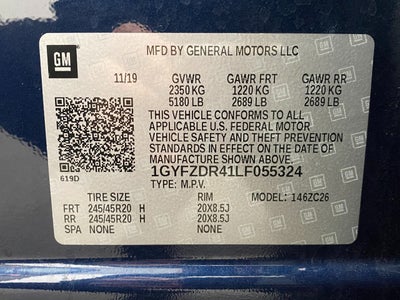 GM
MFD BY GENERAL MOTORS LLC
11/19 GVWR GAWR FRT GAWR RR
2350 KG 1220 KG 1220 KG
5180 LB 2689 LB 2689 LB
THIS VEHICLE CONFORMS TO ALL
APPLICABLE U.S. FEDERAL MOTOR
VEHICLE SAFETY AND THEFT PREVENTION
STANDARDS IN EFFECT ON THE DATE
OF MANUFACTURE SHOWN ABOVE.
619D 1GYFZDR41LF055324
TYPE: M.P.V.
TIRE SIZE RIM MODEL: 146ZC26
FRT 245/45R20 H 20X8.5J
RR 245/45R20 H 20X8.5J
SPA NONE NONE